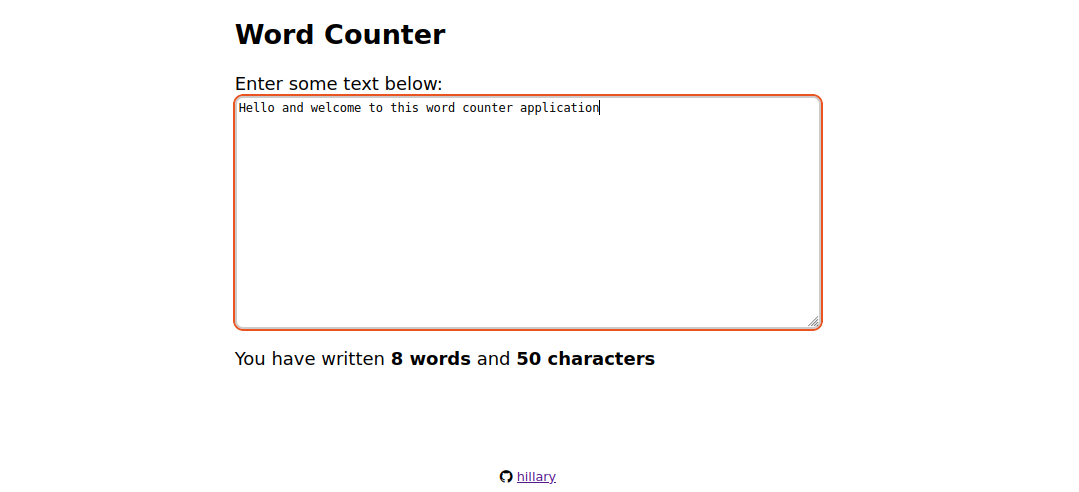 Word Counter
Enter some text below:
Hello and welcome to this word counter application
You have written 8 words and 50 characters
hillary